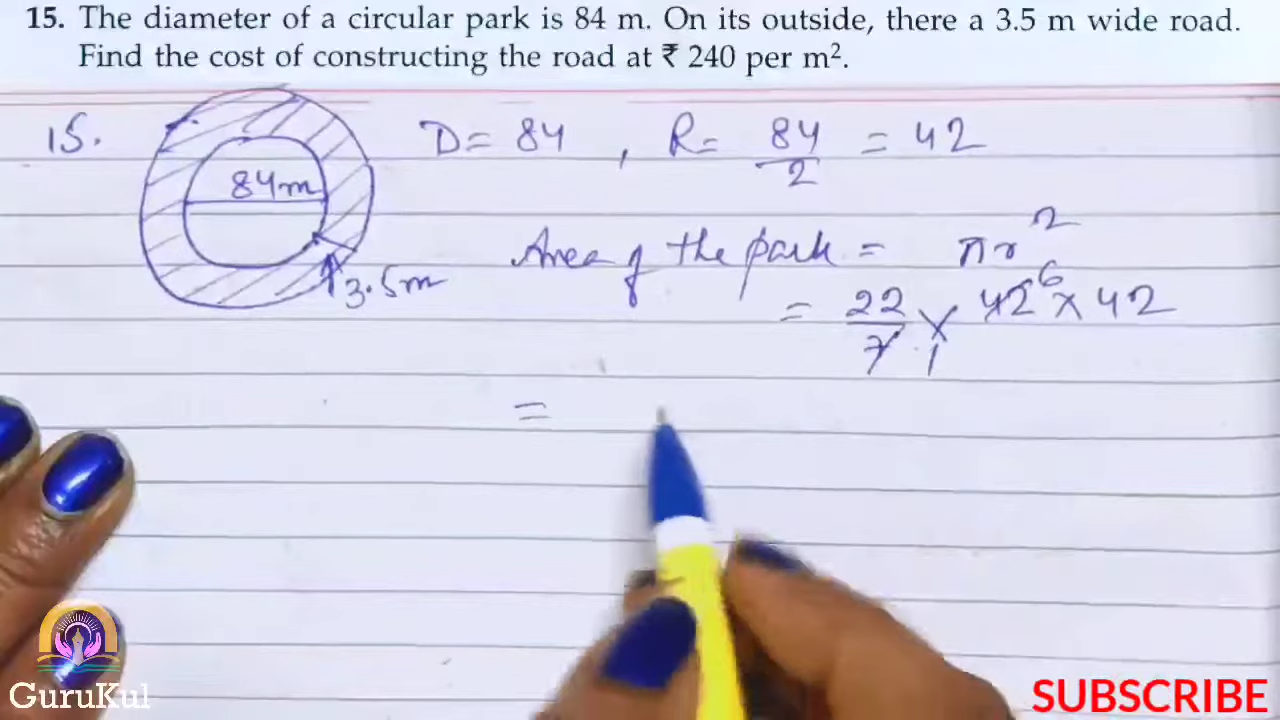 15. The diameter of a circular park is 84 m. On its outside, there a 3.5 m wide road.
Find the cost of constructing the road at ₹ 240 per m².
15.
84m
3.5m
D= 84 , R= 84/2 = 42
Area of the park = πr²
= 22/7 × 42 6 × 42
1
=
GuruKul
SUBSCRIBE